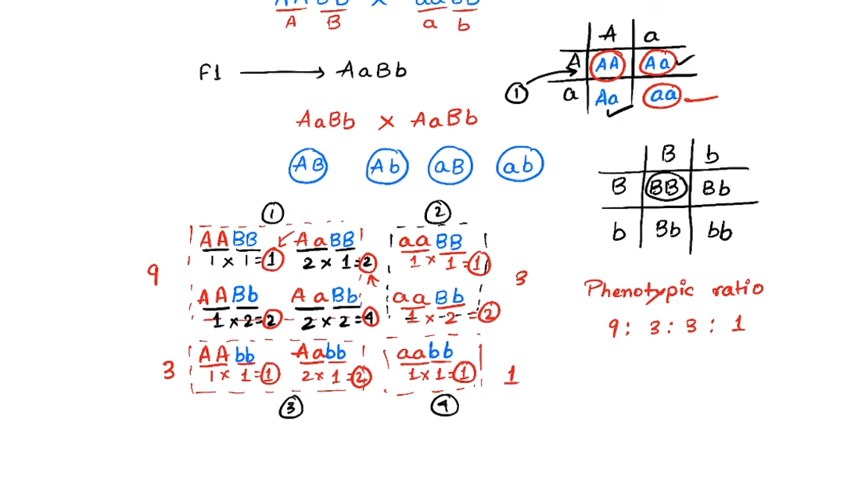 AABB × aaBB
A B a b
F1 → AaBb
AaBb × AaBb
AB Ab aB ab
A a
A AA Aa
① a Aa aa
B b
B BB Bb
b Bb bb
① ②
AABB AaBB aaBB
1 × 1 = 1 2 × 1 = 2 1 × 1 = 1
9 3
AABb AaBb aaBb
1 × 2 = 2 2 × 2 = 4 1 × 2 = 2
AAbb Aabb aabb
3 1 × 1 = 1 2 × 1 = 2 1 × 1 = 1 1
③ ④
Phenotypic ratio
9 : 3 : 3 : 1